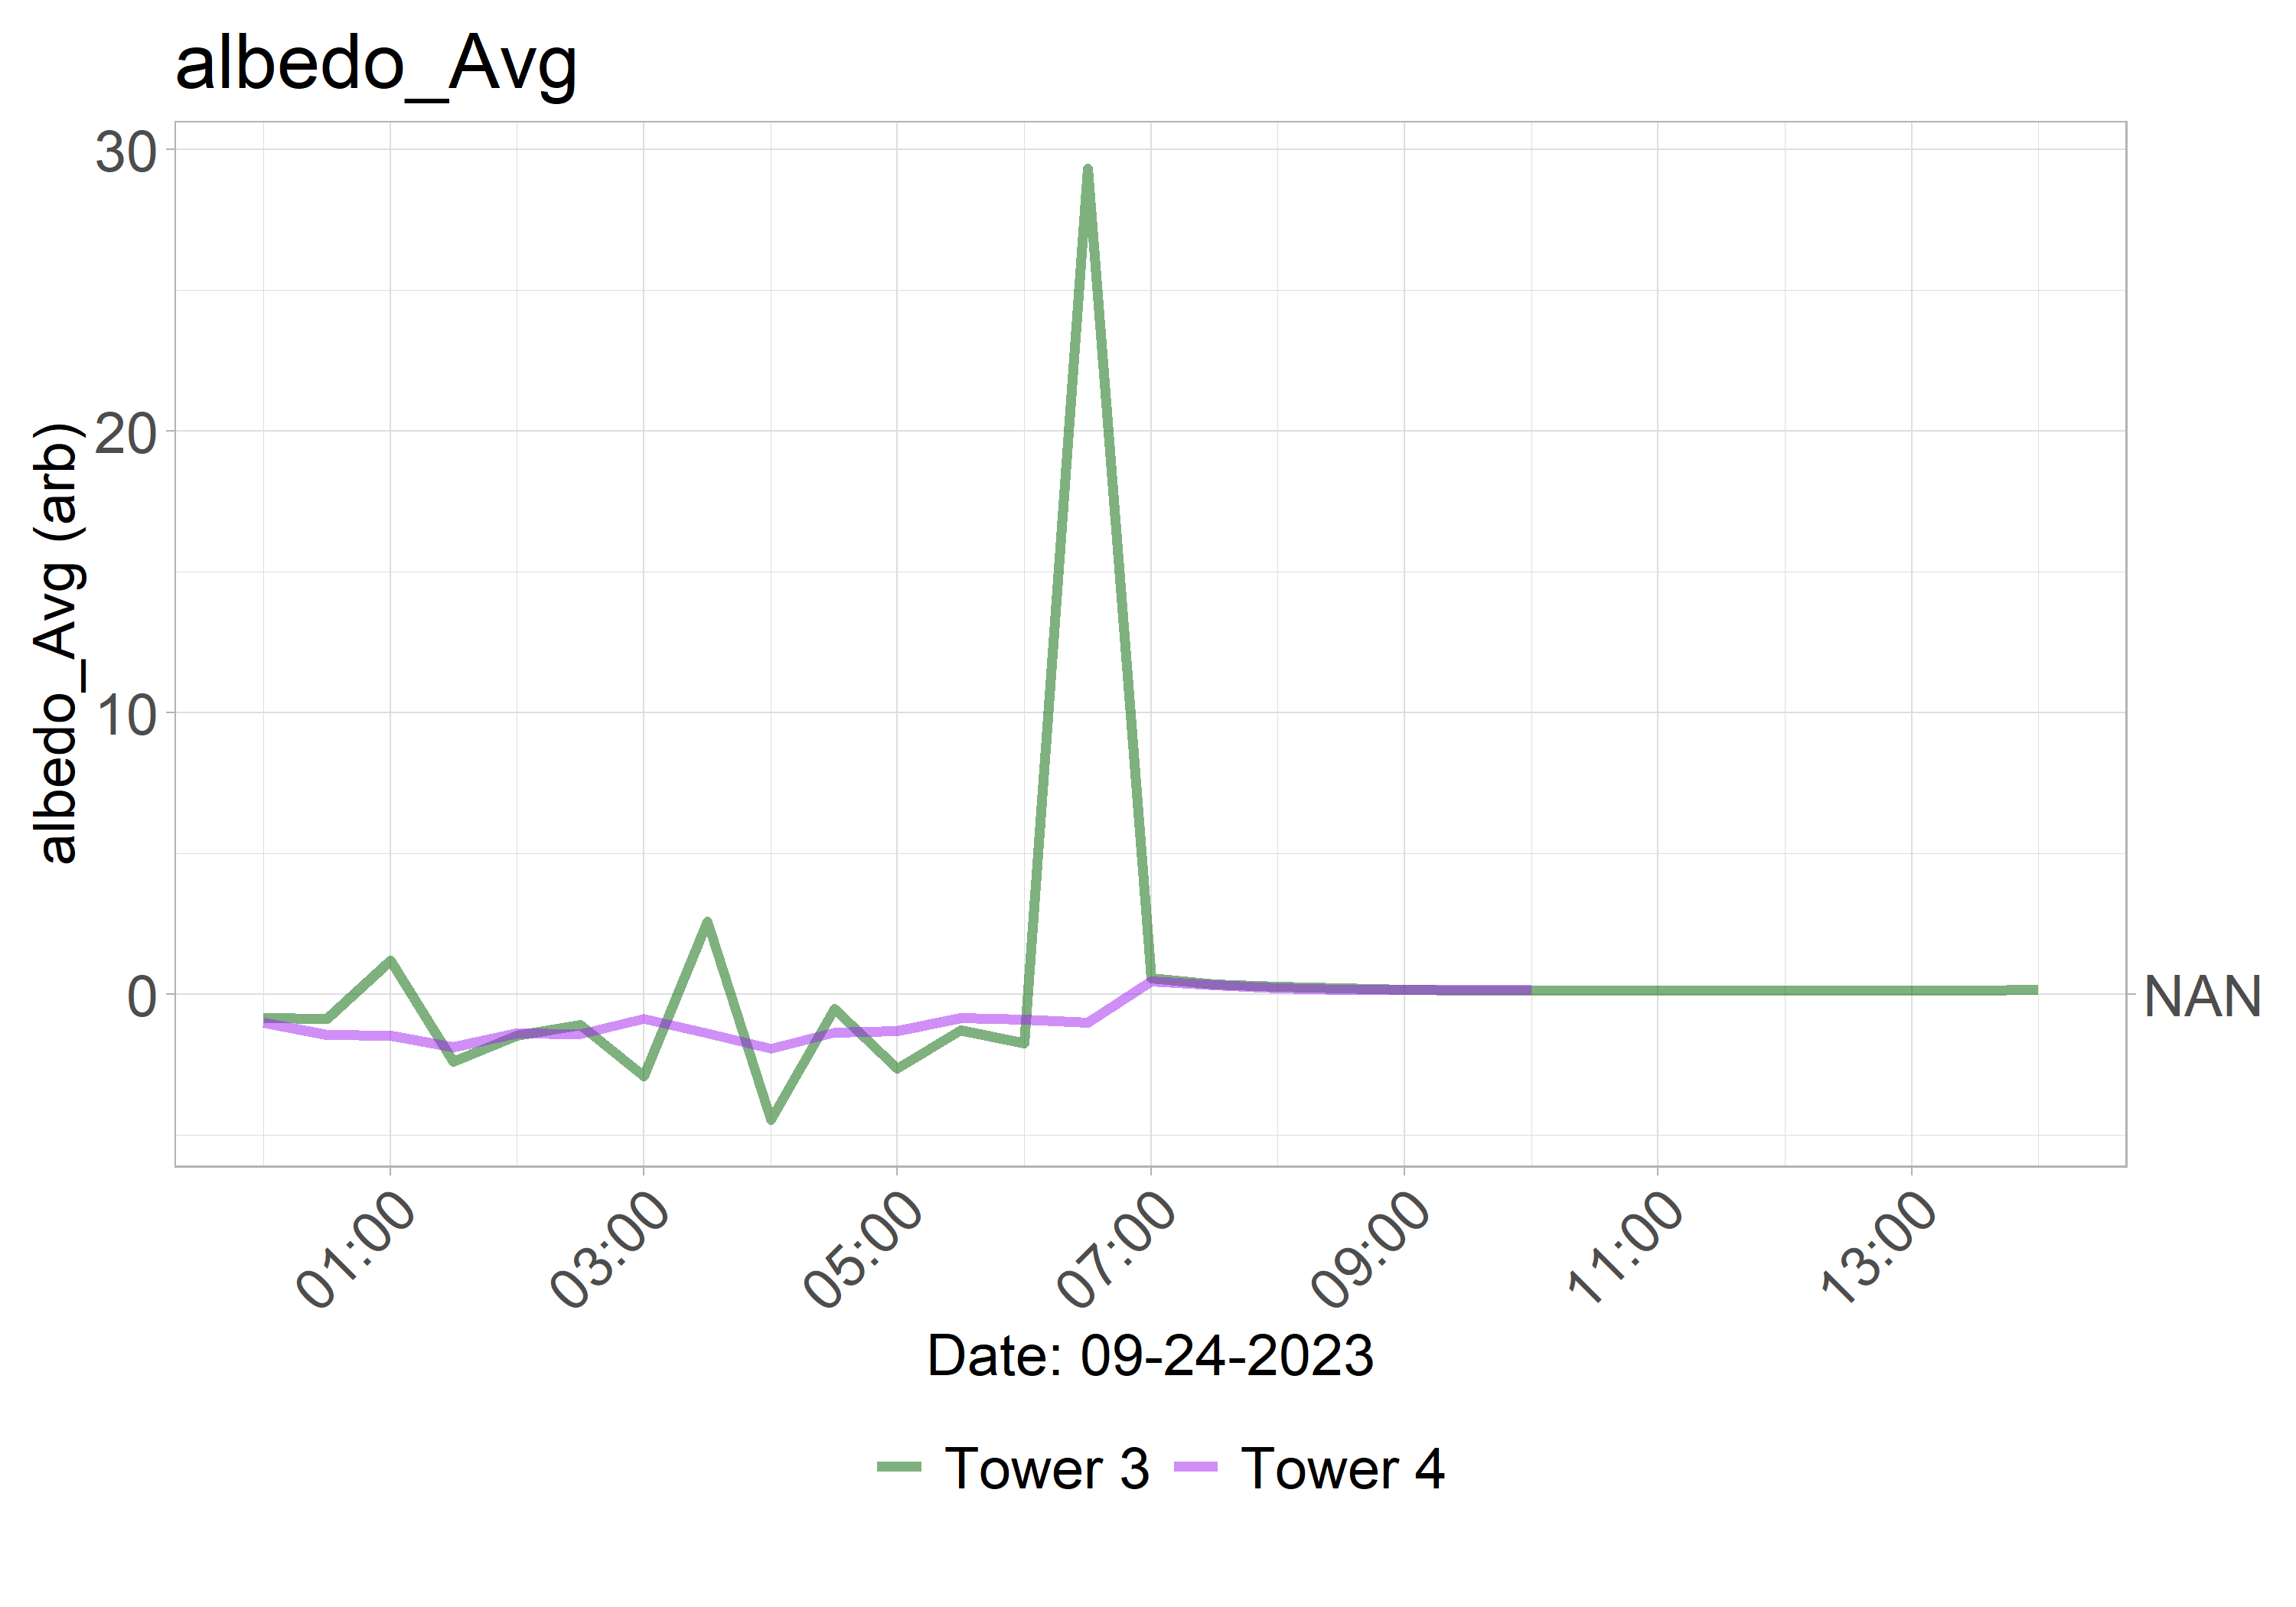 albedo_Avg
albedo_Avg (arb)
30
20
10
0
NAN
01:00 03:00 05:00 07:00 09:00 11:00 13:00
Date: 09-24-2023
Tower 3 Tower 4